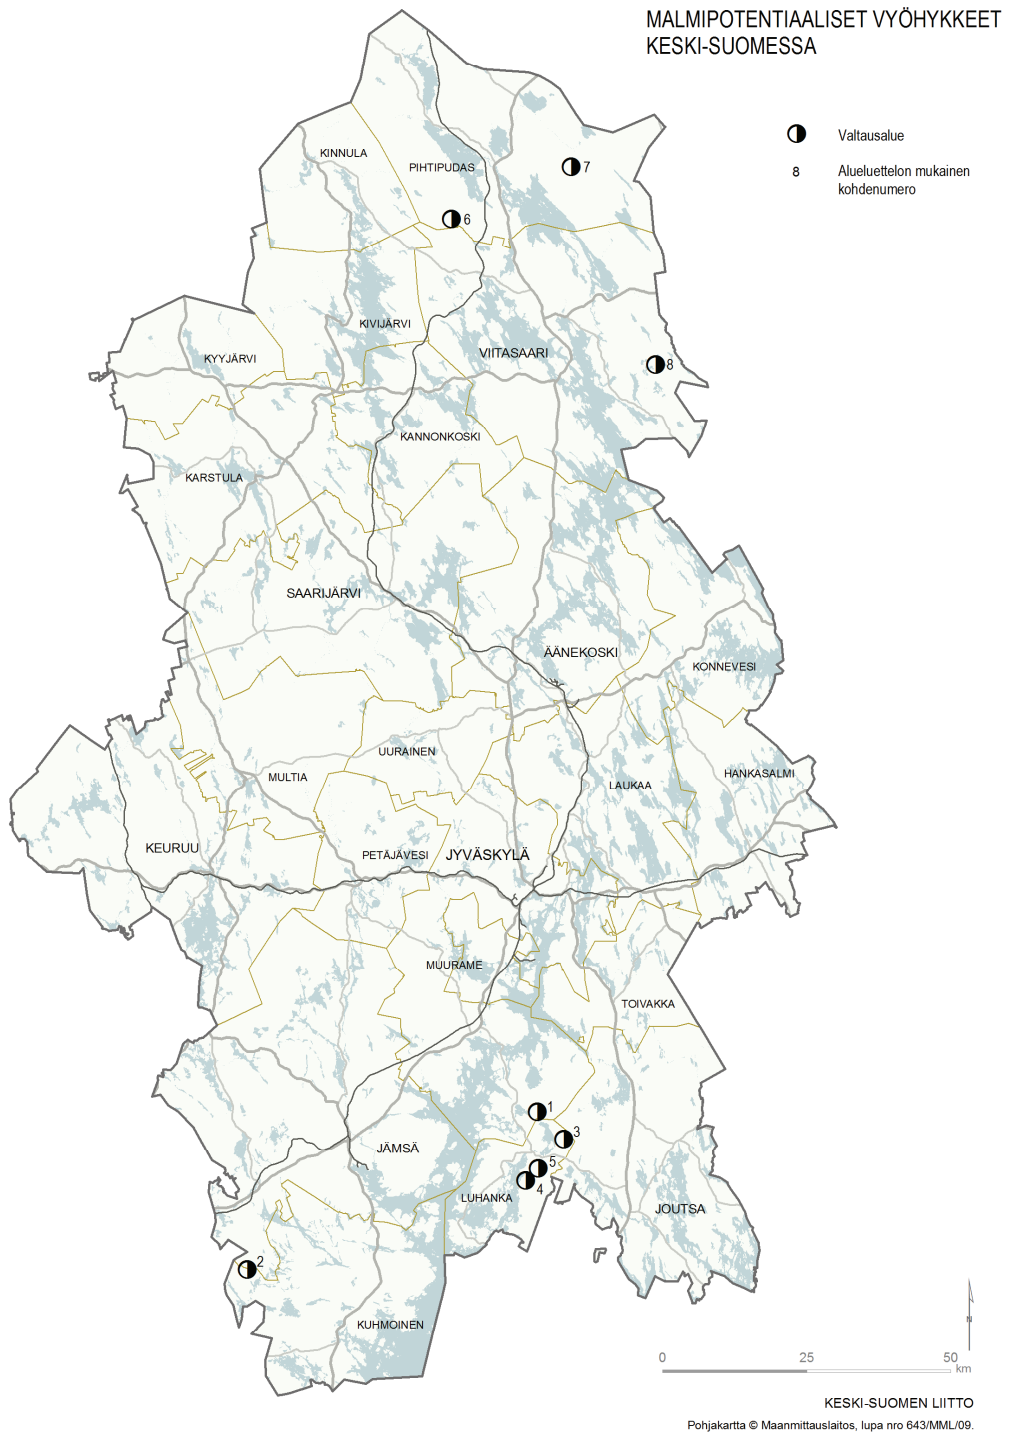 MALMIPOTENTIAALISET VYÖHYKKEET
KESKI-SUOMESSA
Valtausalue
8 Alueluettelon mukainen
kohdenumero
KINNULA
PIHTIPUDAS
7
6
KIVIJÄRVI
KYYJÄRVI
VIITASAARI
8
KANNONKOSKI
KARSTULA
SAARIJÄRVI
ÄÄNEKOSKI
KONNEVESI
UURAINEN
MULTIA
HANKASALMI
LAUKAA
KEURUU
PETÄJÄVESI
JYVÄSKYLÄ
MUURAME
TOIVAKKA
1
3
JÄMSÄ
5
4
LUHANKA
JOUTSA
2
KUHMOINEN
N
0 25 50
km
KESKI-SUOMEN LIITTO
Pohjakartta © Maanmittauslaitos, lupa nro 643/MML/09.